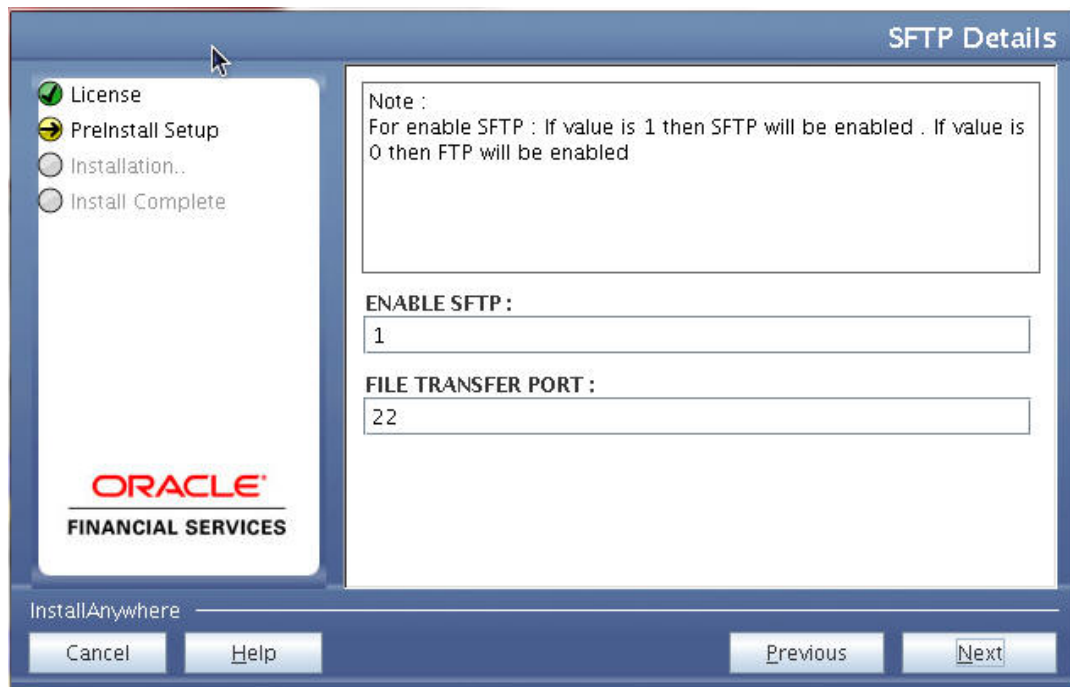 SFTP Details
License
PreInstall Setup
Installation..
Install Complete
ORACLE
FINANCIAL SERVICES
Note :
For enable SFTP : If value is 1 then SFTP will be enabled . If value is
0 then FTP will be enabled
ENABLE SFTP :
1
FILE TRANSFER PORT :
22
InstallAnywhere
Cancel
Help
Previous
Next